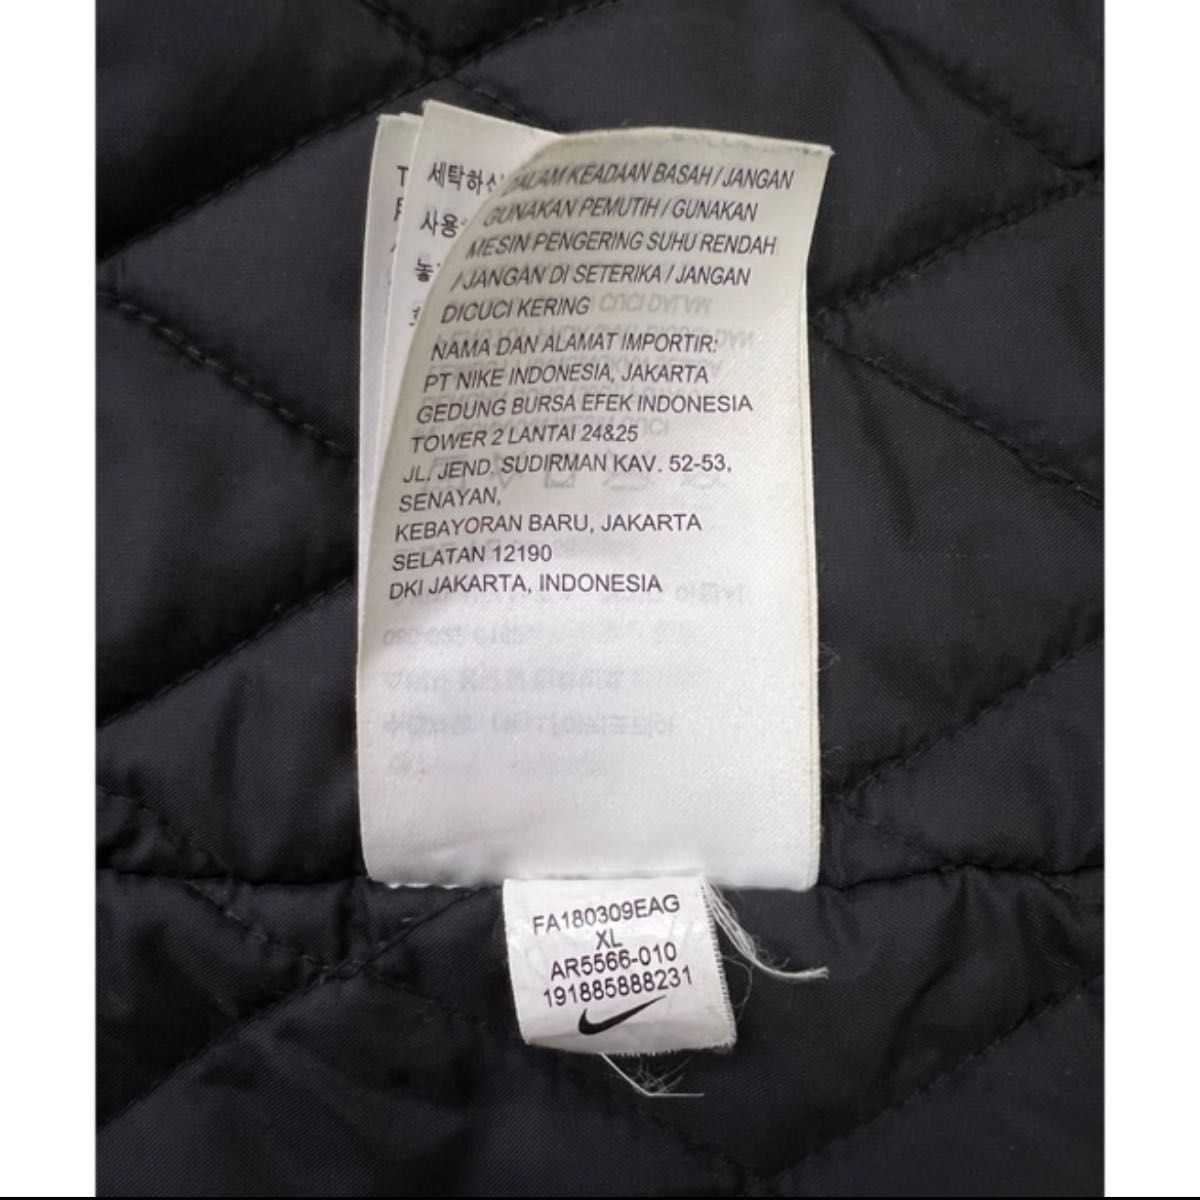 세탁하
사용
DALAM KEADAAN BASAH / JANGAN
GUNAKAN PEMUTIH / GUNAKAN
MESIN PENGERING SUHU RENDAH
/ JANGAN DI SETERIKA / JANGAN
DICUCI KERING
NAMA DAN ALAMAT IMPORTIR:
PT NIKE INDONESIA, JAKARTA
GEDUNG BURSA EFEK INDONESIA
TOWER 2 LANTAI 24&25
JL. JEND. SUDIRMAN KAV. 52-53,
SENAYAN,
KEBAYORAN BARU, JAKARTA
SELATAN 12190
DKI JAKARTA, INDONESIA
FA180309EAG
XL
AR5566-010
191885888231